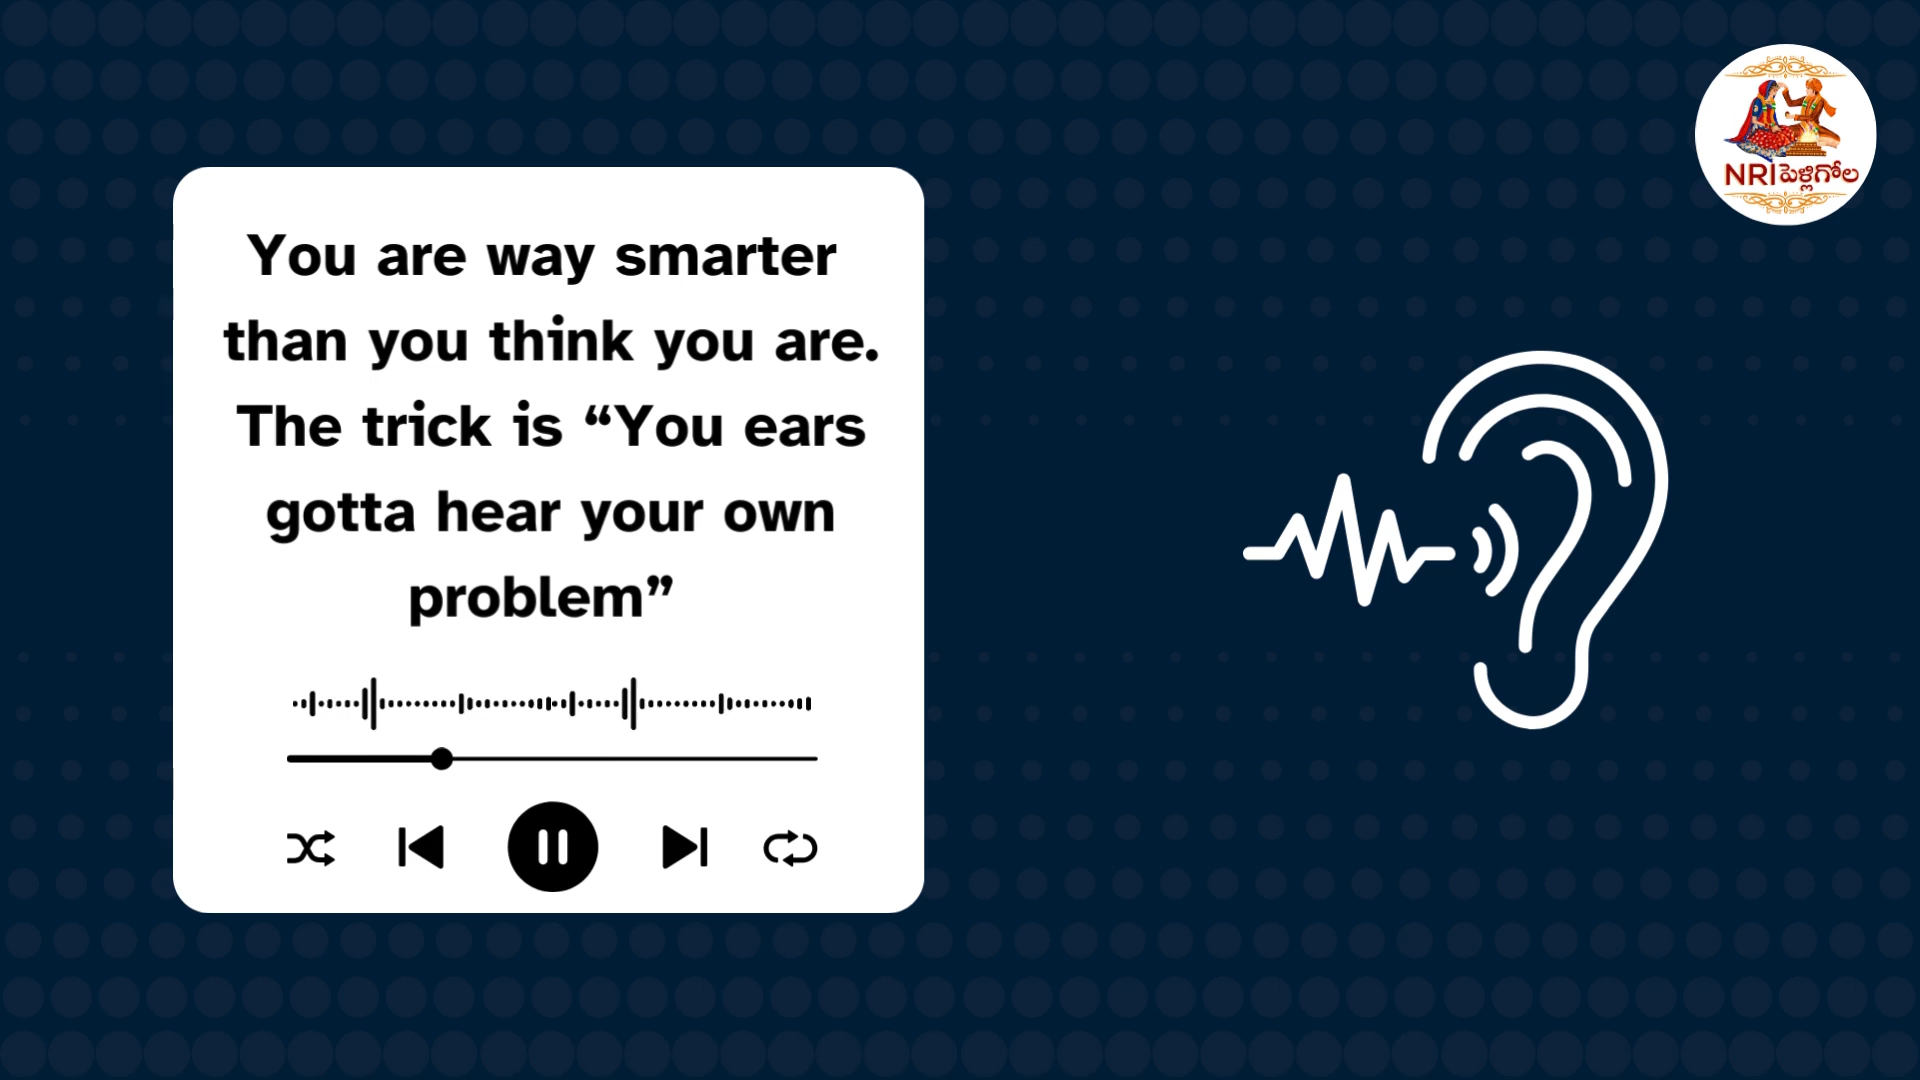 You are way smarter
than you think you are.
The trick is “You ears
gotta hear your own
problem”
NRI పెళ్లిగోల